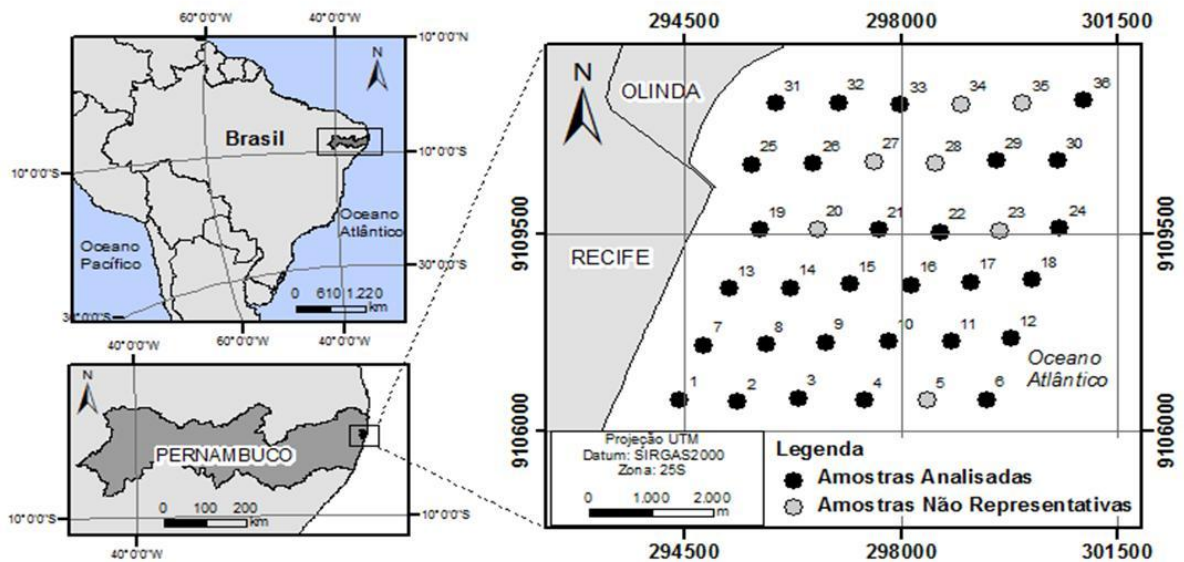 60°0'0"W
40°0'0"W
10°0'0"N
N
Brasil
10°0'0"S
10°0'0"S
Oceano
Atlântico
Oceano
Pacífico
30°0'0"S
0 610 1.220
km
60°0'0"W
40°0'0"W
40°0'0"W
N
PERNAMBUCO
0 100 200
km
10°0'0"S
10°0'0"S
40°0'0"W
294500
298000
301500
N
OLINDA
31 32 33 34 35 36
25 26 27 28 29 30
19 20 21 22 23 24
9109500
9109500
RECIFE
13 14 15 16 17 18
7 8 9 10 11 12
Oceano
Atlântico
1 2 3 4 5 6
9106000
9106000
Projeção UTM
Datum: SIRGAS2000
Zona: 25S
0 1.000 2.000
m
Legenda
Amostras Analisadas
Amostras Não Representativas
294500
298000
301500